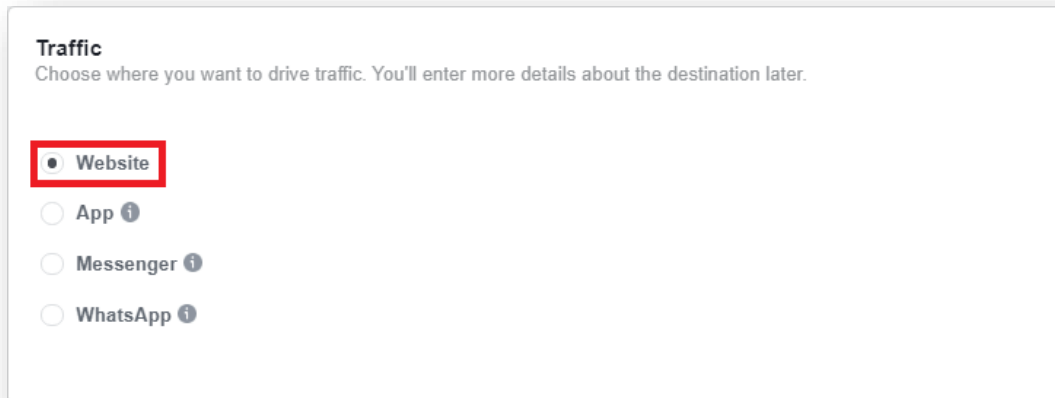 Traffic
Choose where you want to drive traffic. You'll enter more details about the destination later.
Website
App
Messenger
WhatsApp